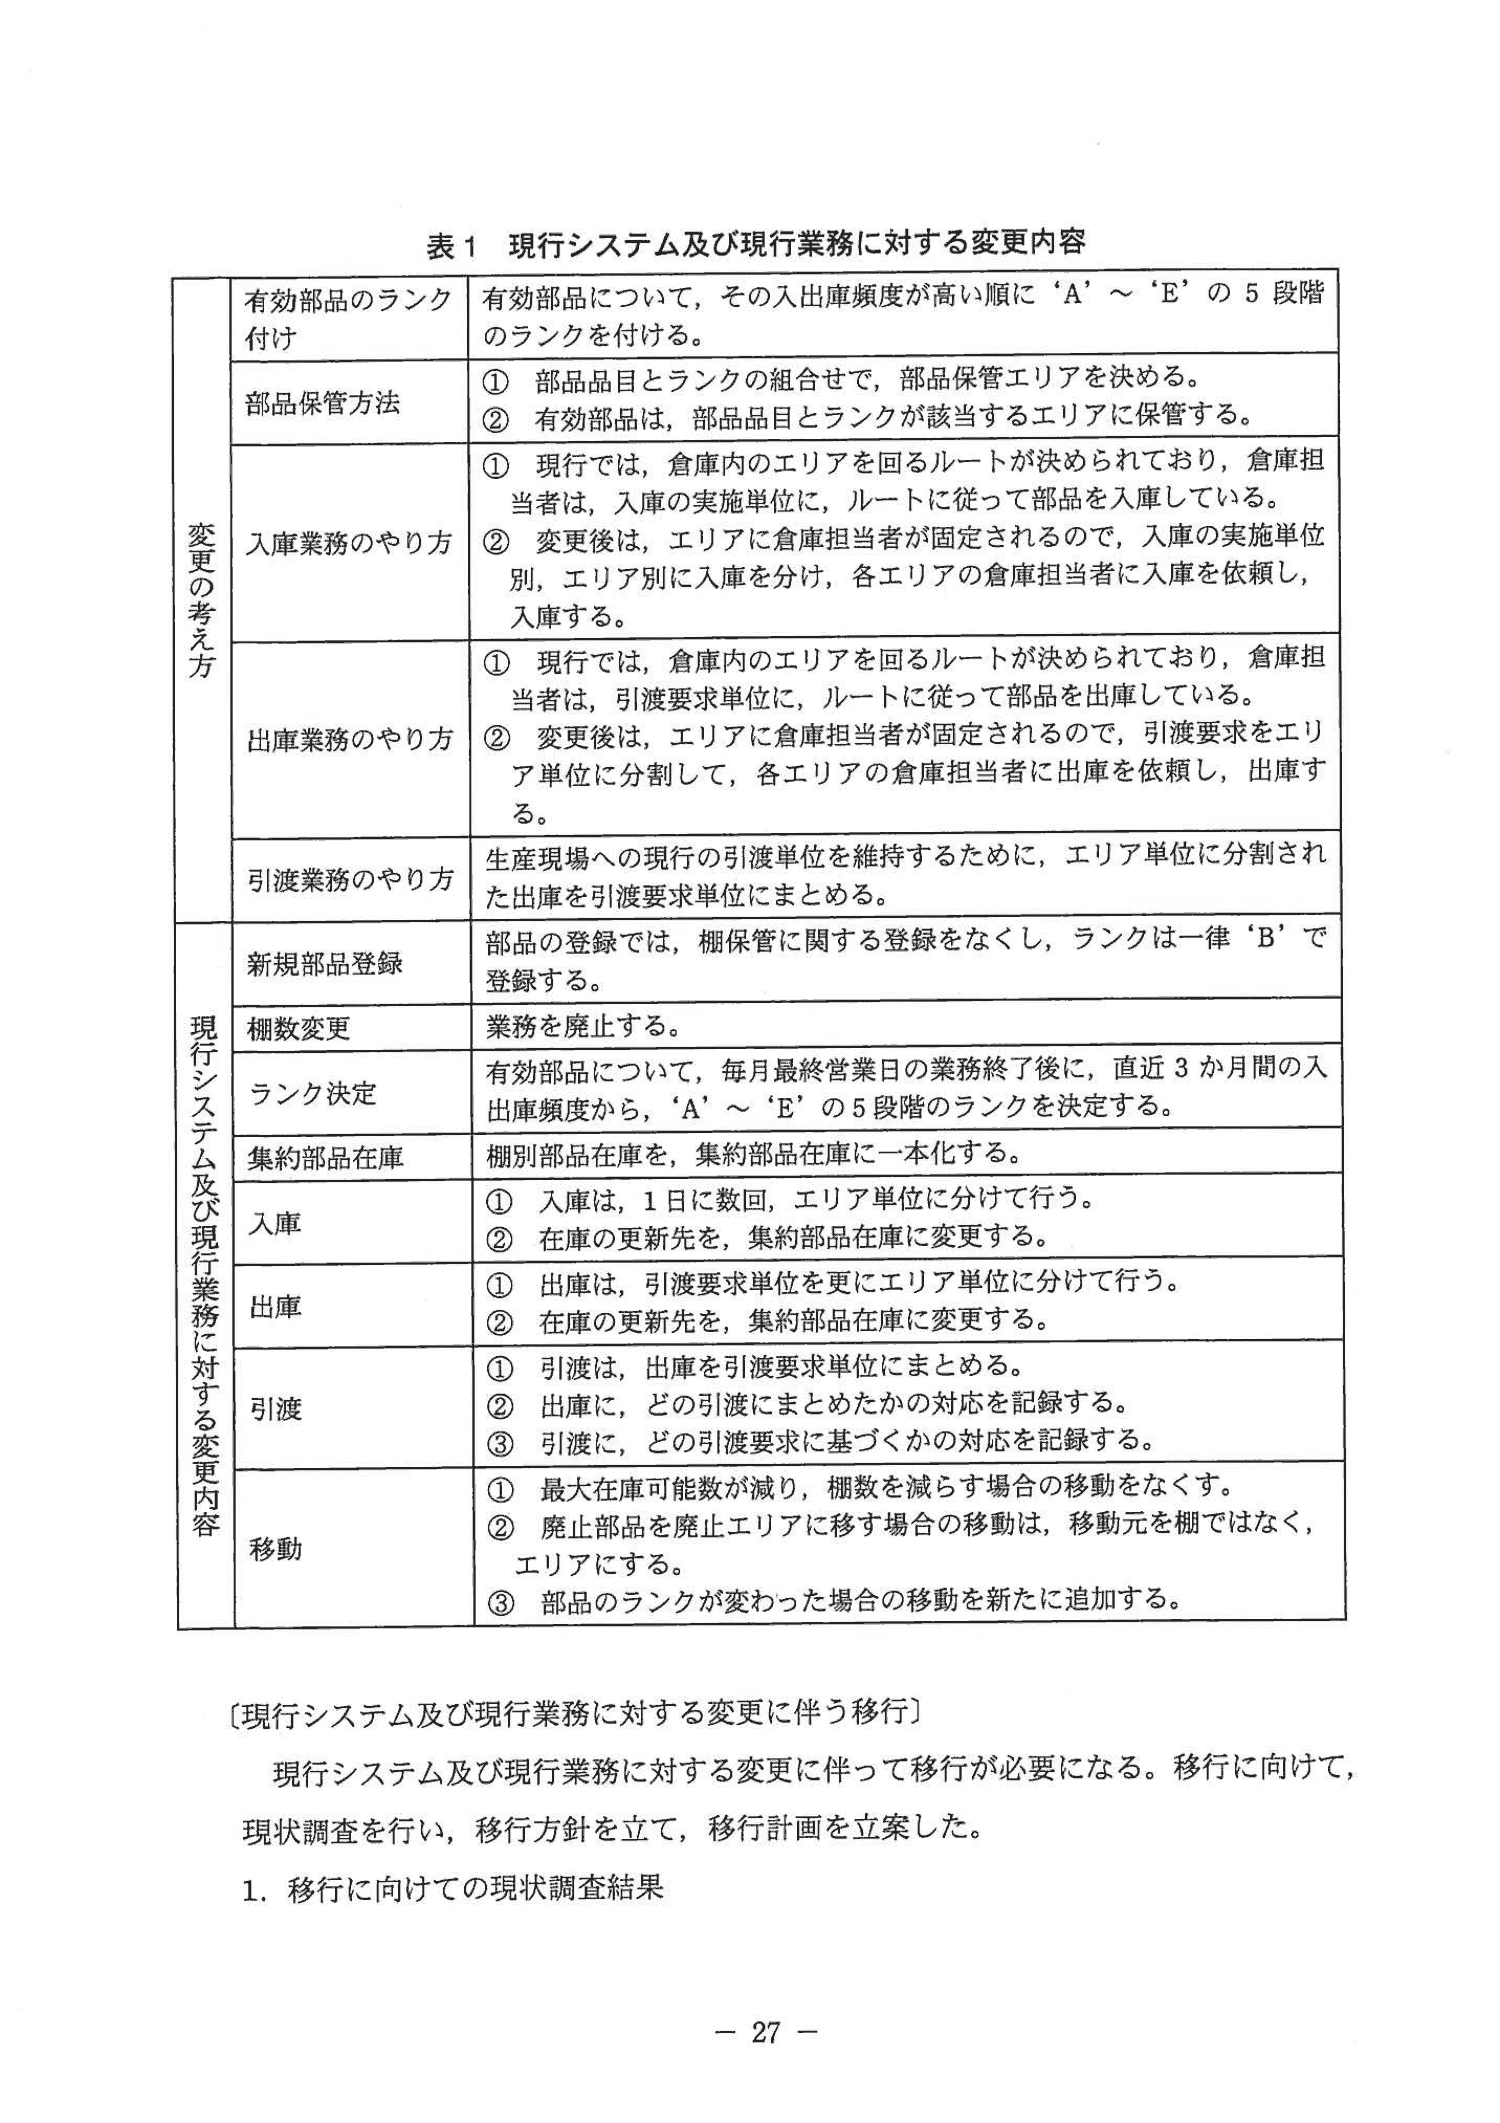 表1　現行システム及び現行業務に対する変更内容
変更の考え方
有効部品のランク
付け
有効部品について，その入出庫頻度が高い順に‘A’～‘E’の 5 段階
のランクを付ける。
部品保管方法
①　部品品目とランクの組合せで，部品保管エリアを決める。
②　有効部品は，部品品目とランクが該当するエリアに保管する。
入庫業務のやり方
①　現行では，倉庫内のエリアを回るルートが決められており，倉庫担
当者は，入庫の実施単位に，ルートに従って部品を入庫している。
②　変更後は，エリアに倉庫担当者が固定されるので，入庫の実施単位
別，エリア別に入庫を分け，各エリアの倉庫担当者に入庫を依頼し，
入庫する。
出庫業務のやり方
①　現行では，倉庫内のエリアを回るルートが決められており，倉庫担
当者は，引渡要求単位に，ルートに従って部品を出庫している。
②　変更後は，エリアに倉庫担当者が固定されるので，引渡要求をエリ
ア単位に分割して，各エリアの倉庫担当者に出庫を依頼し，出庫す
る。
引渡業務のやり方
生産現場への現行の引渡単位を維持するために，エリア単位に分割され
た出庫を引渡要求単位にまとめる。
現行システム及び現行業務に対する変更内容
新規部品登録
部品の登録では，棚保管に関する登録をなくし，ランクは一律‘B’で
登録する。
棚数変更
業務を廃止する。
ランク決定
有効部品について，毎月最終営業日の業務終了後に，直近 3 か月間の入
出庫頻度から，‘A’～‘E’の5段階のランクを決定する。
集約部品在庫
棚別部品在庫を，集約部品在庫に一本化する。
入庫
①　入庫は，1日に数回，エリア単位に分けて行う。
②　在庫の更新先を，集約部品在庫に変更する。
出庫
①　出庫は，引渡要求単位を更にエリア単位に分けて行う。
②　在庫の更新先を，集約部品在庫に変更する。
引渡
①　引渡は，出庫を引渡要求単位にまとめる。
②　出庫に，どの引渡にまとめたかの対応を記録する。
③　引渡に，どの引渡要求に基づくかの対応を記録する。
移動
①　最大在庫可能数が減り，棚数を減らす場合の移動をなくす。
②　廃止部品を廃止エリアに移す場合の移動は，移動元を棚ではなく，
エリアにする。
③　部品のランクが変わった場合の移動を新たに追加する。
〔現行システム及び現行業務に対する変更に伴う移行〕
現行システム及び現行業務に対する変更に伴って移行が必要になる。移行に向けて，
現状調査を行い，移行方針を立て，移行計画を立案した。
1．移行に向けての現状調査結果
－ 27 －